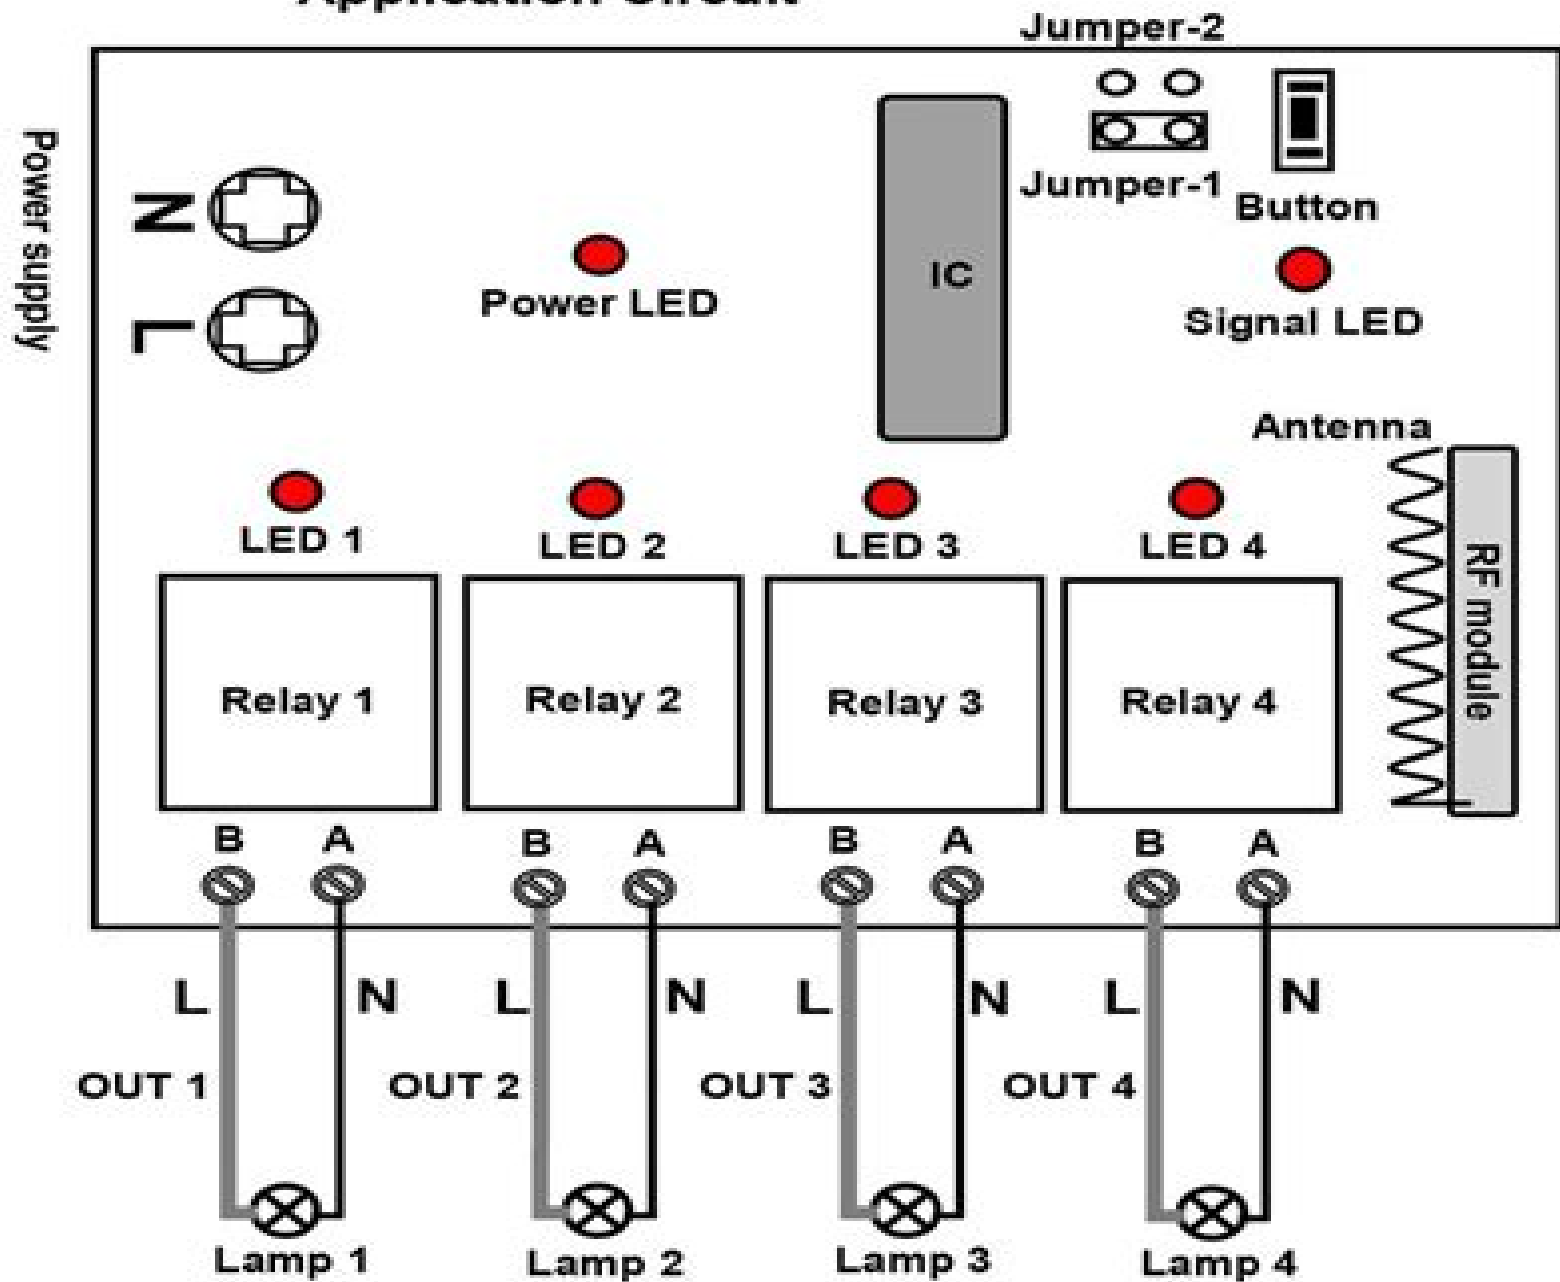 Application Circuit
Jumper-2
Power supply
N
Jumper-1
Button
IC
Power LED
L
Signal LED
Antenna
LED 1
LED 2
LED 3
LED 4
RF module
Relay 1
Relay 2
Relay 3
Relay 4
B A
B A
B A
B A
L N
L N
L N
L N
OUT 1
OUT 2
OUT 3
OUT 4
Lamp 1
Lamp 2
Lamp 3
Lamp 4